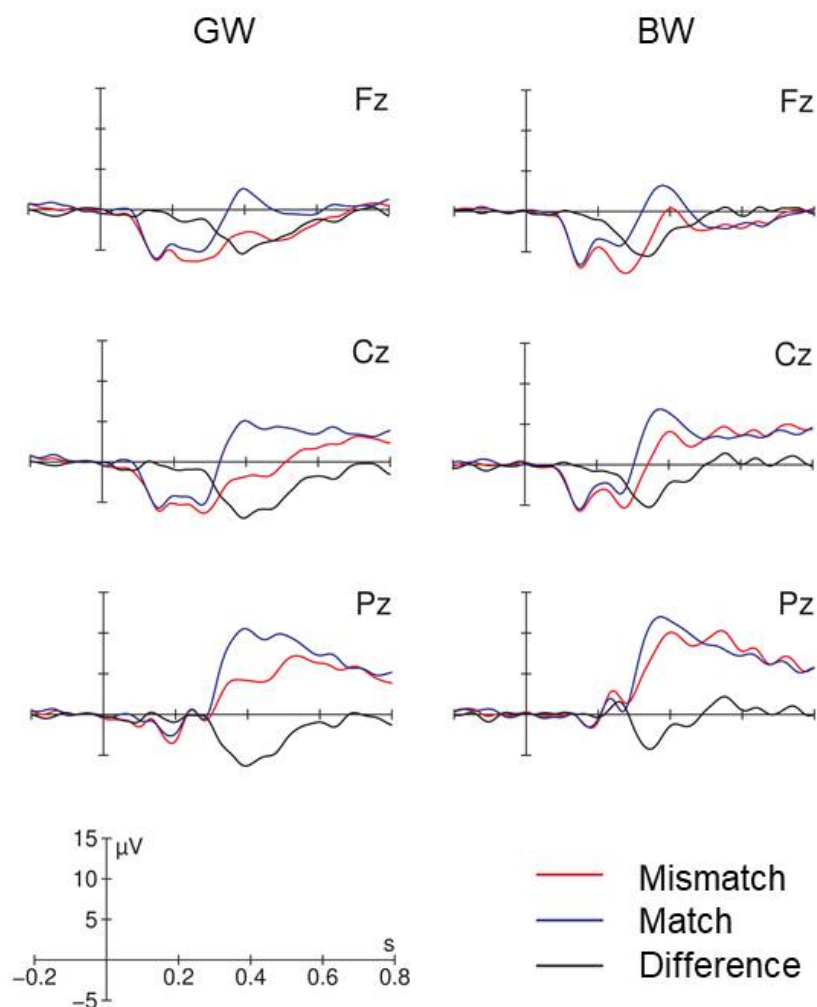 GW BW
Fz Fz
Cz Cz
Pz Pz
15 μV
10
5
s
−0.2 0.2 0.4 0.6 0.8
−5
Mismatch
Match
Difference